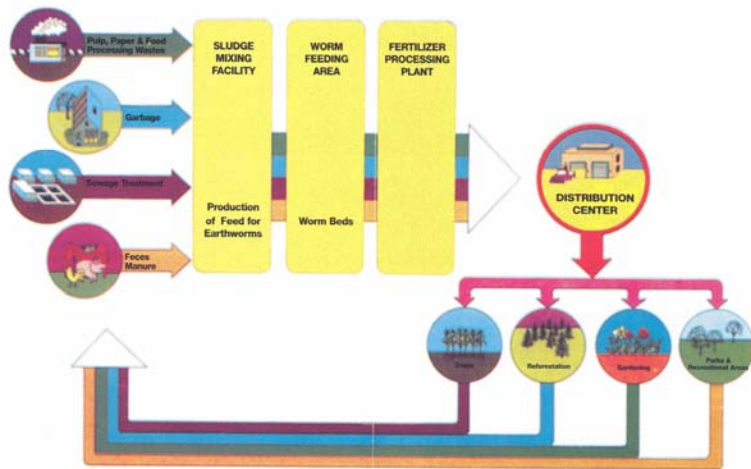 Pulp, Paper & Food
Processing Wastes
Garbage
Sewage Treatment
Feces
Manure
SLUDGE
MIXING
FACILITY
Production
of Feed for
Earthworms
WORM
FEEDING
AREA
Worm Beds
FERTILIZER
PROCESSING
PLANT
DISTRIBUTION
CENTER
Crops
Reforestation
Gardening
Parks &
Recreational Areas